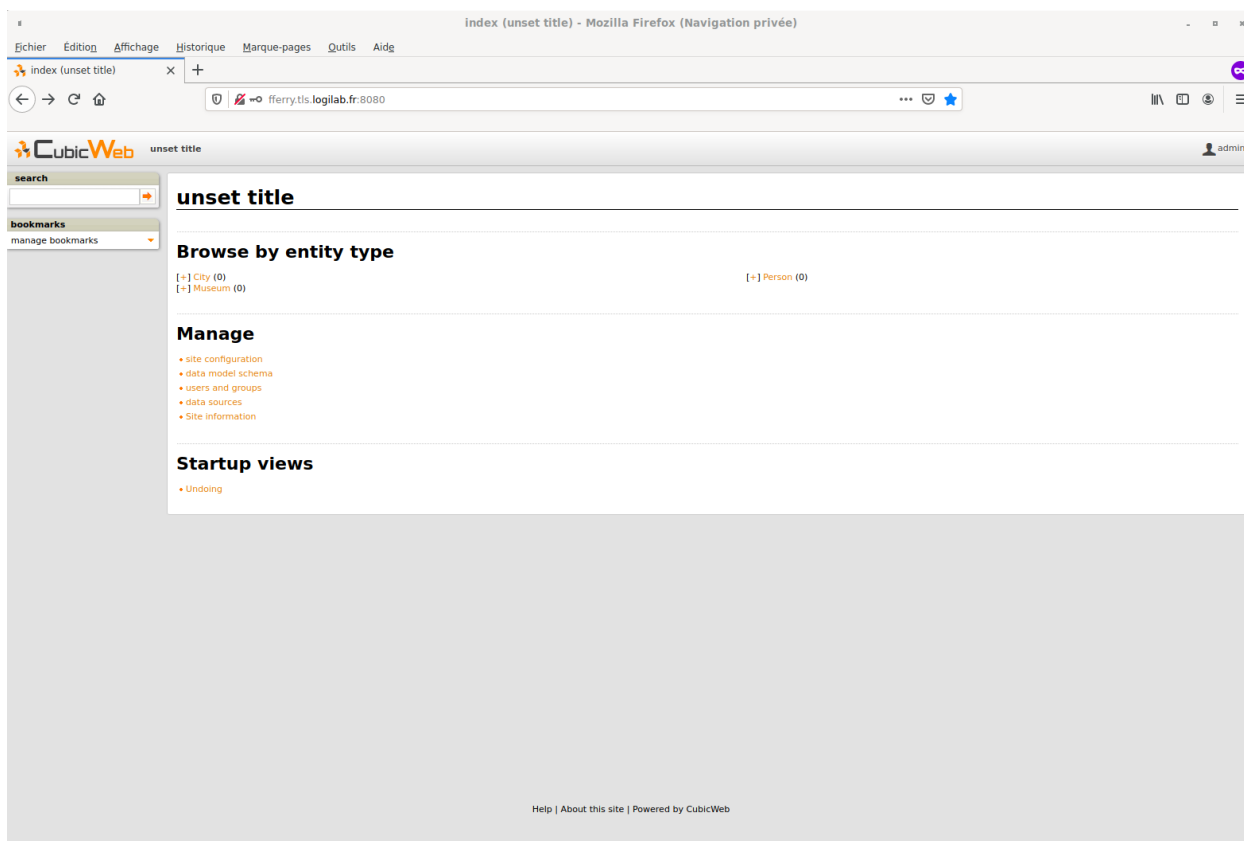 index (unset title) - Mozilla Firefox (Navigation privée)
Fichier Édition Affichage Historique Marque-pages Outils Aide
index (unset title)
fferry.tls.logilab.fr:8080
CubicWeb unset title admin
search
bookmarks
manage bookmarks
unset title
Browse by entity type
[+] City (0) [+] Person (0)
[+] Museum (0)
Manage
• site configuration
• data model schema
• users and groups
• data sources
• Site information
Startup views
• Undoing
Help | About this site | Powered by CubicWeb